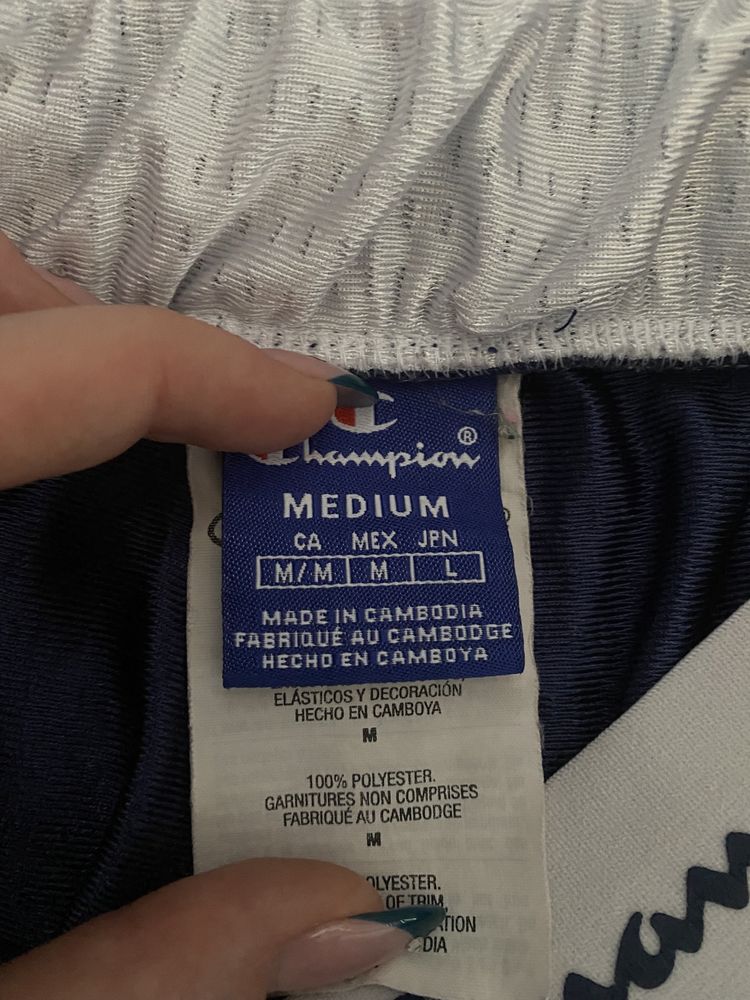 Champion®
MEDIUM
CA MEX JPN
M/M M L
MADE IN CAMBODIA
FABRIQUÉ AU CAMBODGE
HECHO EN CAMBOYA
ELÁSTICOS Y DECORACIÓN
HECHO EN CAMBOYA
M
100% POLYESTER.
GARNITURES NON COMPRISES
FABRIQUÉ AU CAMBODGE
M
OF TRIM